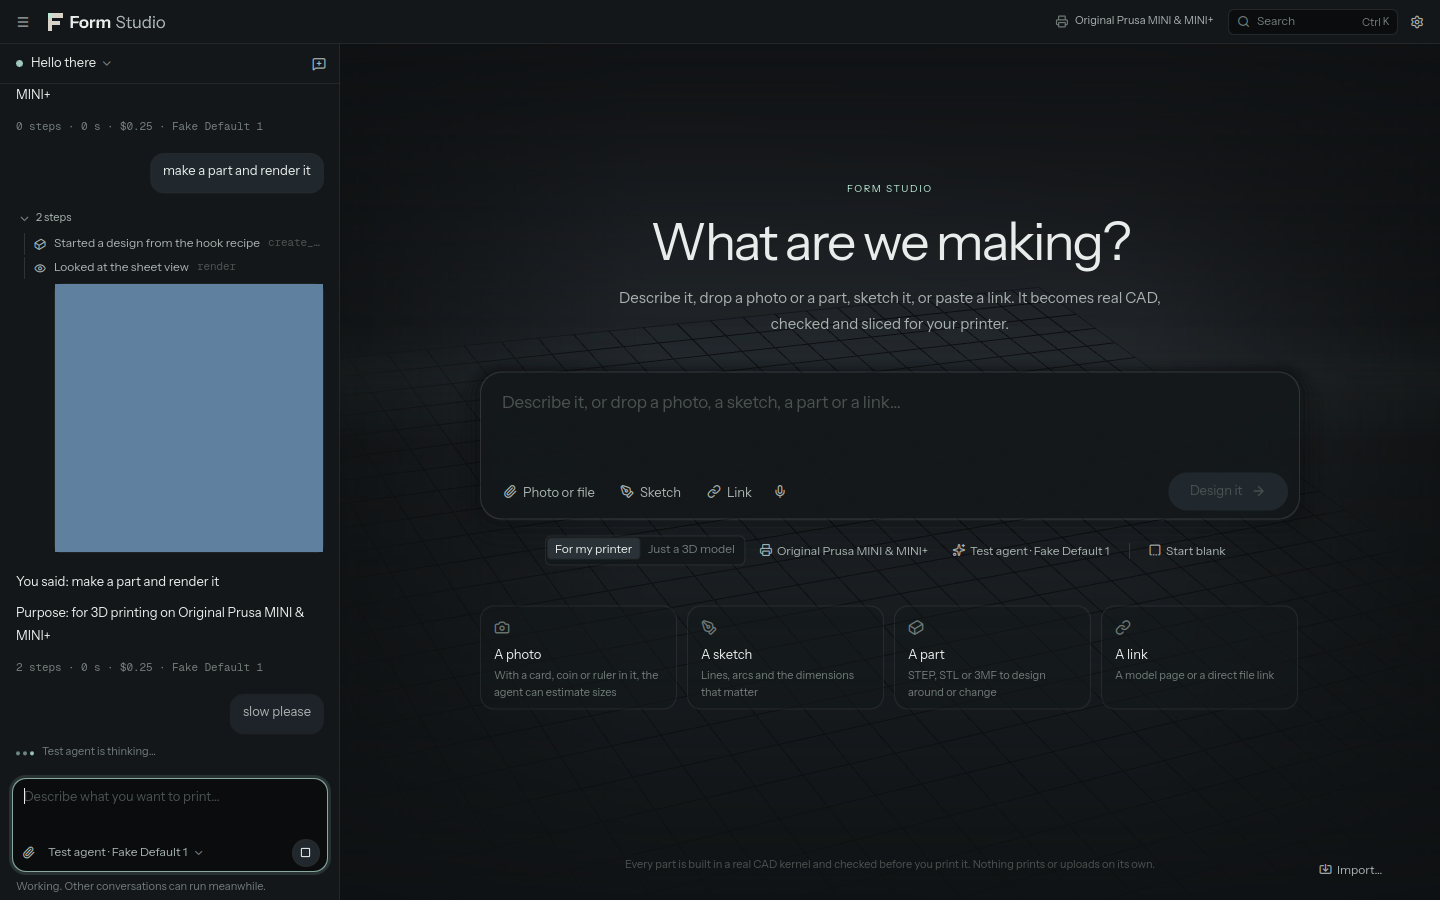 Form Studio
Original Prusa MINI & MINI+
Search
Ctrl K
Hello there
MINI+
0 steps · 0 s · $0.25 · Fake Default 1
make a part and render it
2 steps
Started a design from the hook recipe create_…
Looked at the sheet view render
You said: make a part and render it
Purpose: for 3D printing on Original Prusa MINI &
MINI+
2 steps · 0 s · $0.25 · Fake Default 1
slow please
Test agent is thinking…
Describe what you want to print…
Test agent · Fake Default 1
Working. Other conversations can run meanwhile.
FORM STUDIO
What are we making?
Describe it, drop a photo or a part, sketch it, or paste a link. It becomes real CAD,
checked and sliced for your printer.
Describe it, or drop a photo, a sketch, a part or a link…
Photo or file
Sketch
Link
Design it
For my printer
Just a 3D model
Original Prusa MINI & MINI+
Test agent · Fake Default 1
Start blank
A photo
With a card, coin or ruler in it, the
agent can estimate sizes
A sketch
Lines, arcs and the dimensions
that matter
A part
STEP, STL or 3MF to design
around or change
A link
A model page or a direct file link
Every part is built in a real CAD kernel and checked before you print it. Nothing prints or uploads on its own.
Import…